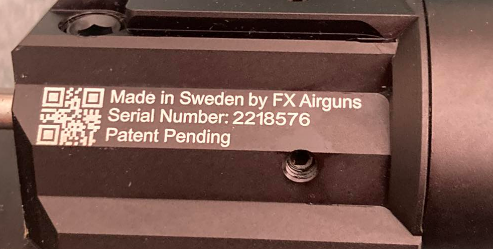 Made in Sweden by FX Airguns
Serial Number: 2218576
Patent Pending